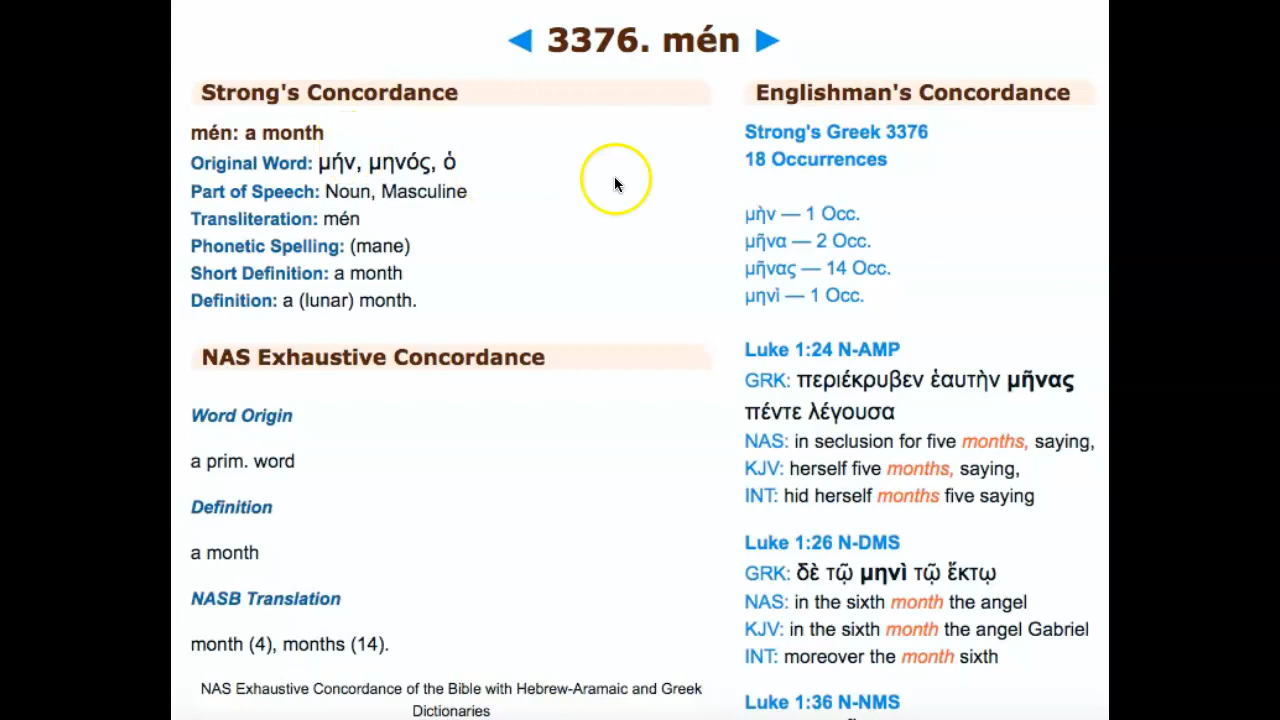 ◀ 3376. mén ▶
Strong's Concordance
mén: a month
Original Word: μήν, μηνός, ὁ
Part of Speech: Noun, Masculine
Transliteration: mén
Phonetic Spelling: (mane)
Short Definition: a month
Definition: a (lunar) month.
NAS Exhaustive Concordance
Word Origin
a prim. word
Definition
a month
NASB Translation
month (4), months (14).
NAS Exhaustive Concordance of the Bible with Hebrew-Aramaic and Greek
Dictionaries
Englishman's Concordance
Strong's Greek 3376
18 Occurrences
μὴν — 1 Occ.
μῆνα — 2 Occ.
μῆνας — 14 Occ.
μηνὶ — 1 Occ.
Luke 1:24 N-AMP
GRK: περιέκρυβεν ἑαυτὴν μῆνας
πέντε λέγουσα
NAS: in seclusion for five months, saying,
KJV: herself five months, saying,
INT: hid herself months five saying
Luke 1:26 N-DMS
GRK: δὲ τῷ μηνὶ τῷ ἕκτῳ
NAS: in the sixth month the angel
KJV: in the sixth month the angel Gabriel
INT: moreover the month sixth
Luke 1:36 N-NMS